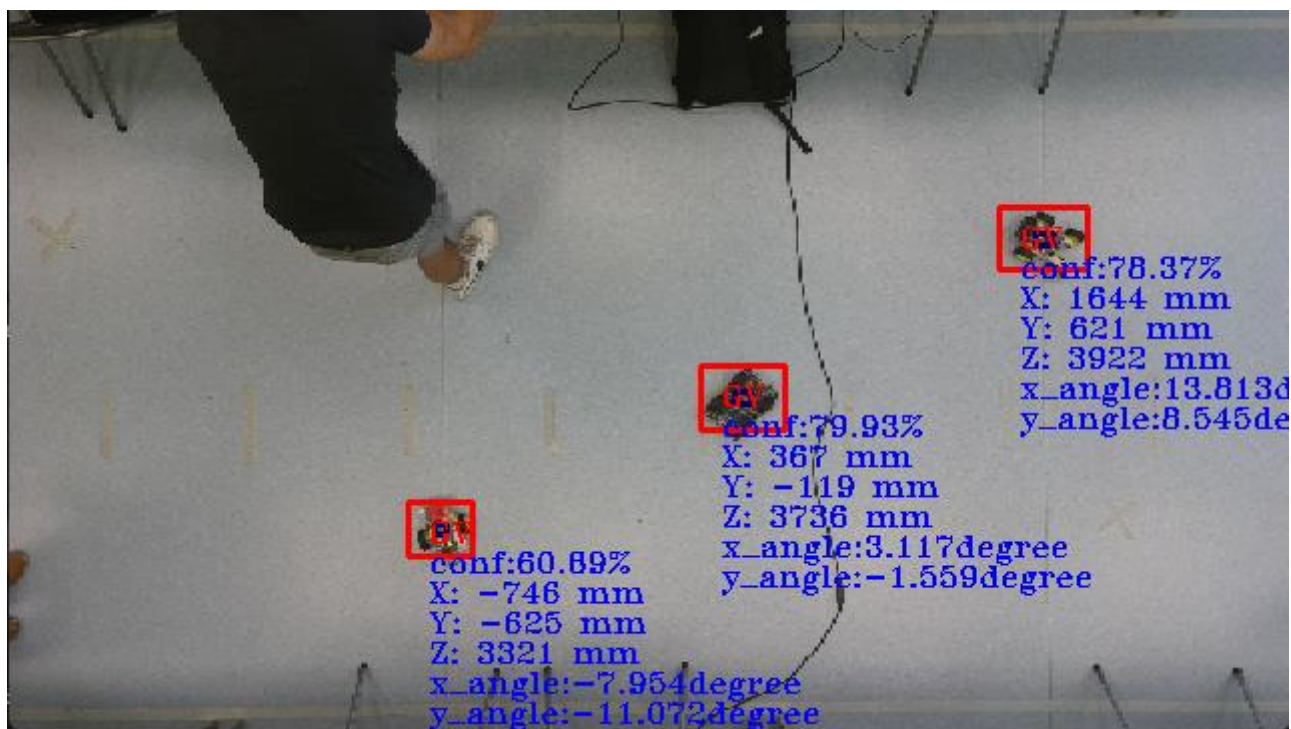 GV
conf:78.37%
X: 1644 mm
Y: 621 mm
Z: 3922 mm
x_angle:13.813d
y_angle:8.545de
GV
conf:79.93%
X: 367 mm
Y: -119 mm
Z: 3736 mm
x_angle:3.117degree
y_angle:-1.559degree
GV
conf:60.89%
X: -746 mm
Y: -625 mm
Z: 3321 mm
x_angle:-7.954degree
y_angle:-11.072degree